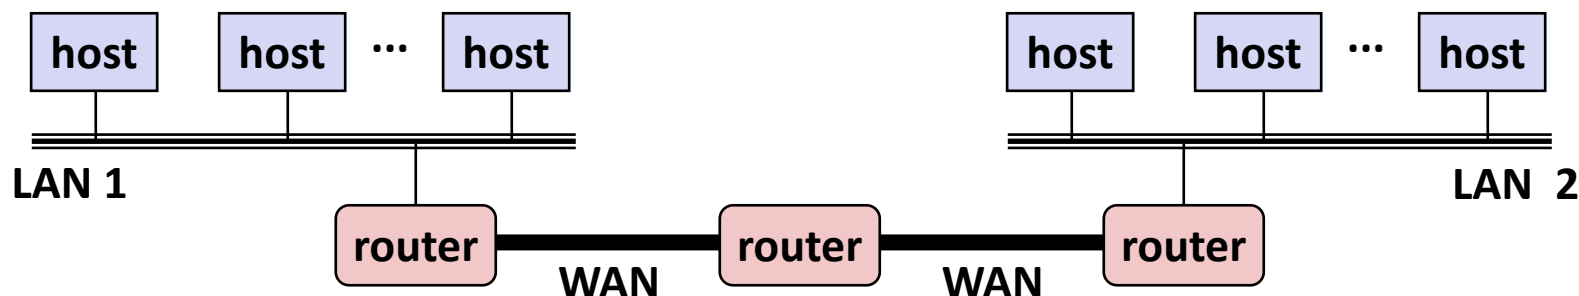 host host ... host host host ... host
LAN 1 LAN 2
router router router
WAN WAN